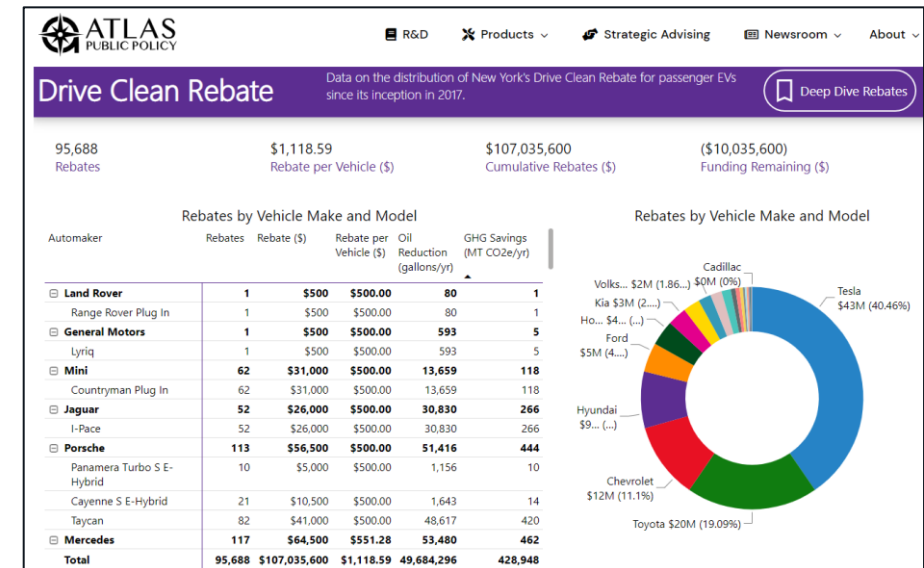 ATLAS
PUBLIC POLICY
R&D
Products
Strategic Advising
Newsroom
About
Drive Clean Rebate
Data on the distribution of New York's Drive Clean Rebate for passenger EVs
since its inception in 2017.
Deep Dive Rebates
95,688
Rebates
$1,118.59
Rebate per Vehicle ($)
$107,035,600
Cumulative Rebates ($)
($10,035,600)
Funding Remaining ($)
Rebates by Vehicle Make and Model
Automaker Rebates Rebate ($) Rebate per Oil GHG Savings
Vehicle ($) Reduction (MT CO2e/yr)
(gallons/yr)
Land Rover 1 $500 $500.00 80 1
Range Rover Plug In 1 $500 $500.00 80 1
General Motors 1 $500 $500.00 593 5
Lyriq 1 $500 $500.00 593 5
Mini 62 $31,000 $500.00 13,659 118
Countryman Plug In 62 $31,000 $500.00 13,659 118
Jaguar 52 $26,000 $500.00 30,830 266
I-Pace 52 $26,000 $500.00 30,830 266
Porsche 113 $56,500 $500.00 51,416 444
Panamera Turbo S E- 10 $5,000 $500.00 1,156 10
Hybrid
Cayenne S E-Hybrid 21 $10,500 $500.00 1,643 14
Taycan 82 $41,000 $500.00 48,617 420
Mercedes 117 $64,500 $551.28 53,480 462
Total 95,688 $107,035,600 $1,118.59 49,684,296 428,948
Rebates by Vehicle Make and Model
Cadillac
$0M (0%)
Volks... $2M (1.86...)
Kia $3M (2....)
Ho... $4... (...)
Ford
$5M (4....)
Hyundai
$9... (...)
Chevrolet
$12M (11.1%)
Toyota $20M (19.09%)
Tesla
$43M (40.46%)